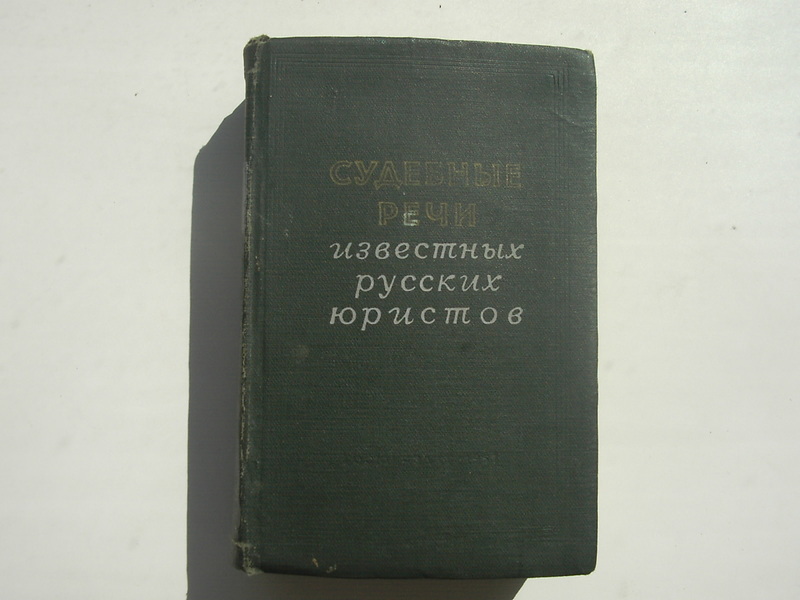 СУДЕБНЫЕ
РЕЧИ
известных
русских
юристов